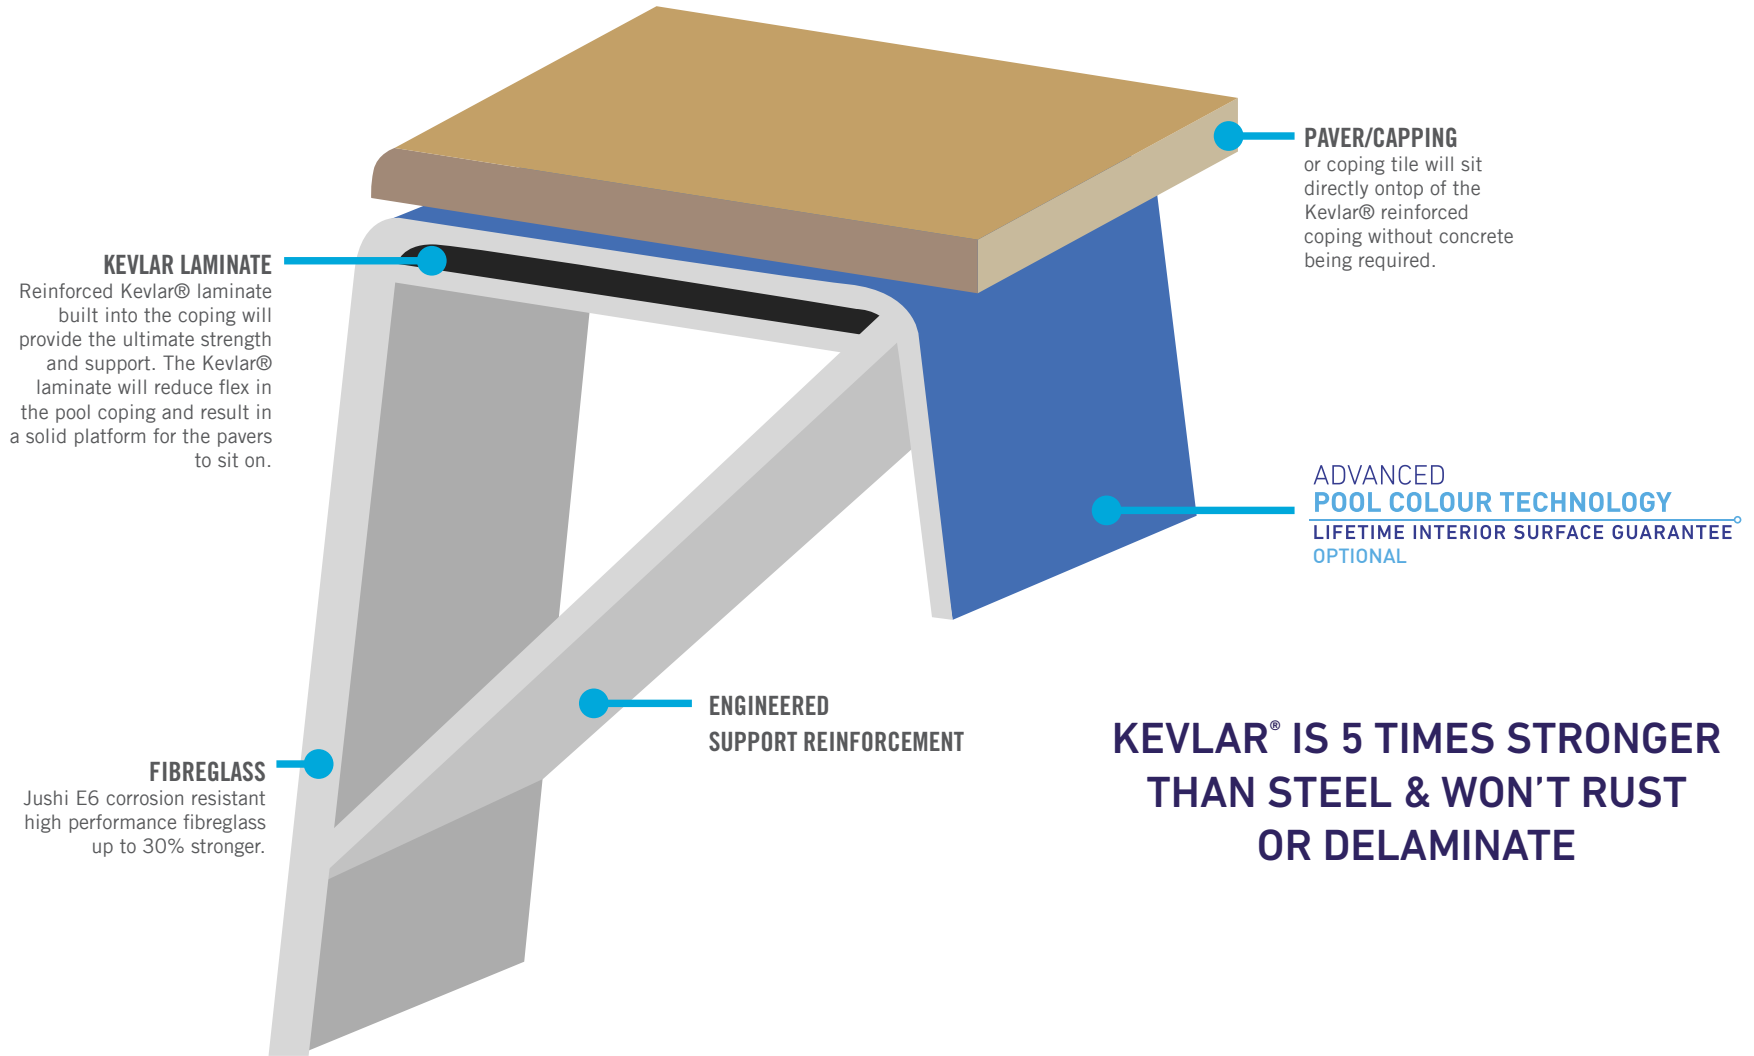 PAVER/CAPPING
or coping tile will sit
directly ontop of the
Kevlar® reinforced
coping without concrete
being required.
KEVLAR LAMINATE
Reinforced Kevlar® laminate
built into the coping will
provide the ultimate strength
and support. The Kevlar®
laminate will reduce flex in
the pool coping and result in
a solid platform for the pavers
to sit on.
ADVANCED
POOL COLOUR TECHNOLOGY
LIFETIME INTERIOR SURFACE GUARANTEE
OPTIONAL
ENGINEERED
SUPPORT REINFORCEMENT
FIBREGLASS
Jushi E6 corrosion resistant
high performance fibreglass
up to 30% stronger.
KEVLAR® IS 5 TIMES STRONGER
THAN STEEL & WON'T RUST
OR DELAMINATE